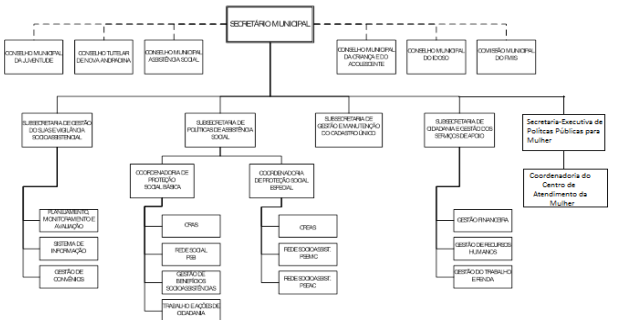 SECRETÁRIO MUNICIPAL
CONSELHO MUNICIPAL
DA JUVENTUDE
CONSELHO TUTELAR
DE NOVA ANDRADINA
CONSELHO MUNICIPAL
ASSISTÊNCIA SOCIAL
CONSELHO MUNICIPAL
DA CRIANÇA E DO
ADOLESCENTE
CONSELHO MUNICIPAL
DO IDOSO
COMISSÃO MUNICIPAL
DO FMIS
SUBSECRETARIA DE GESTÃO
DO SUAS E VIGILÂNCIA
SOCIOASSISTENCIAL
SUBSECRETARIA DE
POLÍTICAS DE ASSISTÊNCIA
SOCIAL
SUBSECRETARIA DE
GESTÃO E MANUTENÇÃO
DO CADASTRO ÚNICO
SUBSECRETARIA DE
CIDADANIA E GESTÃO DOS
SERVIÇOS DE APOIO
Secretaria-Executiva de
Polítcas Públicas para
Mulher
COORDENADORIA DE
PROTEÇÃO
SOCIAL BÁSICA
COORDENADORIA
DE PROTEÇÃO SOCIAL
ESPECIAL
Coordenadoria do
Centro de
Atendimento da
Mulher
PLANEJAMENTO,
MONITORAMENTO E
AVALIAÇÃO
SISTEMA DE
INFORMAÇÃO
GESTÃO DE
CONVÊNIOS
CRAS
REDE SOCIAL
PSB
GESTÃO DE
BENEFÍCIOS
SOCIOASSISTÊNCIAS
TRABALHO E AÇÕES DE
CIDADANIA
CREAS
REDE SOCIOASSIST.
PSEMC
REDE SOCIOASSIST.
PSEAC
GESTÃO FINANCEIRA
GESTÃO DE RECURSOS
HUMANOS
GESTÃO DO TRABALHO
E RENDA